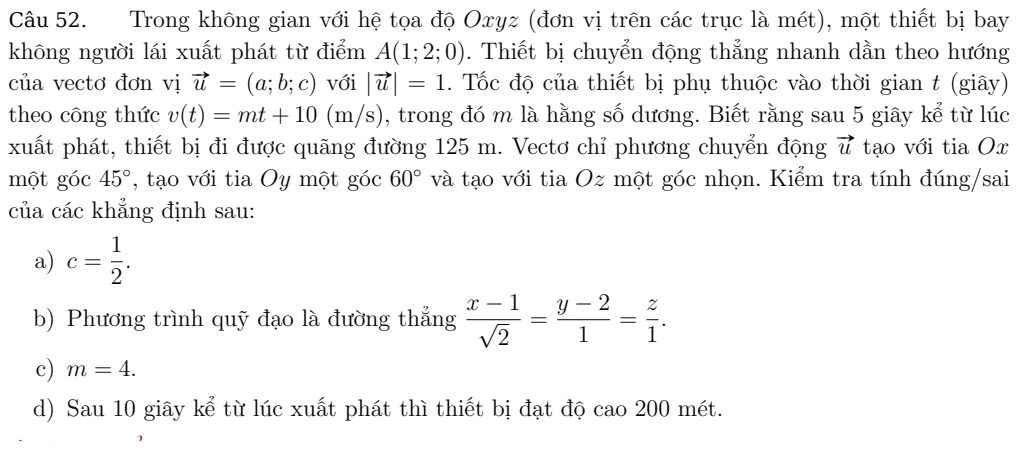 Câu 52. Trong không gian với hệ tọa độ Oxyz (đơn vị trên các trục là mét), một thiết bị bay
không người lái xuất phát từ điểm A(1; 2; 0). Thiết bị chuyển động thẳng nhanh dần theo hướng
của vectơ đơn vị $\vec{u}$ = (a; b; c) với |$\vec{u}$| = 1. Tốc độ của thiết bị phụ thuộc vào thời gian t (giây)
theo công thức v(t) = mt + 10 (m/s), trong đó m là hằng số dương. Biết rằng sau 5 giây kể từ lúc
xuất phát, thiết bị đi được quãng đường 125 m. Vectơ chỉ phương chuyển động $\vec{u}$ tạo với tia Ox
một góc 45°, tạo với tia Oy một góc 60° và tạo với tia Oz một góc nhọn. Kiểm tra tính đúng/sai
của các khẳng định sau:
a) $c = \frac{1}{2}$.
b) Phương trình quỹ đạo là đường thẳng $\frac{x-1}{\sqrt{2}} = \frac{y-2}{1} = \frac{z}{1}$.
c) m = 4.
d) Sau 10 giây kể từ lúc xuất phát thì thiết bị đạt độ cao 200 mét.